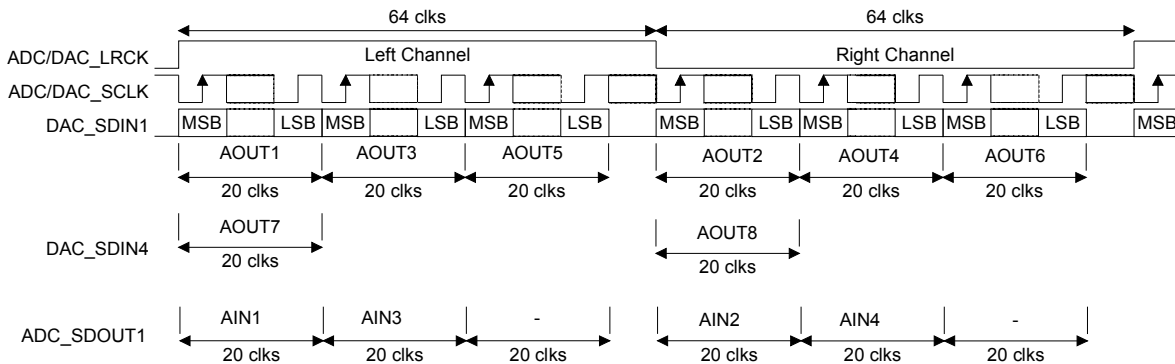 64 clks 64 clks
ADC/DAC_LRCK Left Channel Right Channel
ADC/DAC_SCLK
DAC_SDIN1 MSB LSB MSB LSB MSB LSB MSB LSB MSB LSB MSB LSB MSB
AOUT1 AOUT3 AOUT5 AOUT2 AOUT4 AOUT6
20 clks 20 clks 20 clks 20 clks 20 clks 20 clks
DAC_SDIN4 AOUT7 AOUT8
20 clks 20 clks
ADC_SDOUT1 AIN1 AIN3 - AIN2 AIN4 -
20 clks 20 clks 20 clks 20 clks 20 clks 20 clks